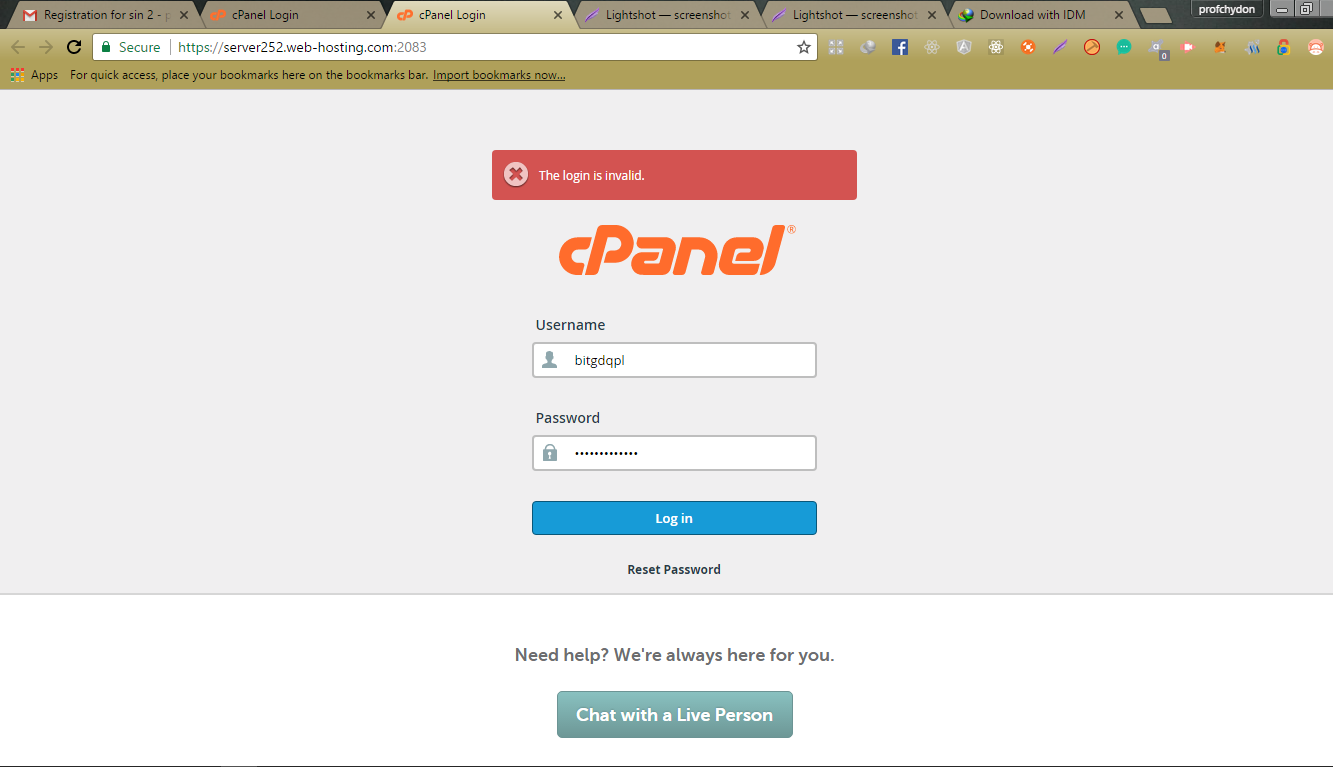 Registration for sin 2 - p
cPanel Login
cPanel Login
Lightshot — screenshot
Lightshot — screenshot
Download with IDM
profchydon
Secure
https://server252.web-hosting.com:2083
0
Apps
For quick access, place your bookmarks here on the bookmarks bar. Import bookmarks now...
The login is invalid.
cPanel®
Username
bitgdqpl
Password
•••••••••••••
Log in
Reset Password
Need help? We're always here for you.
Chat with a Live Person